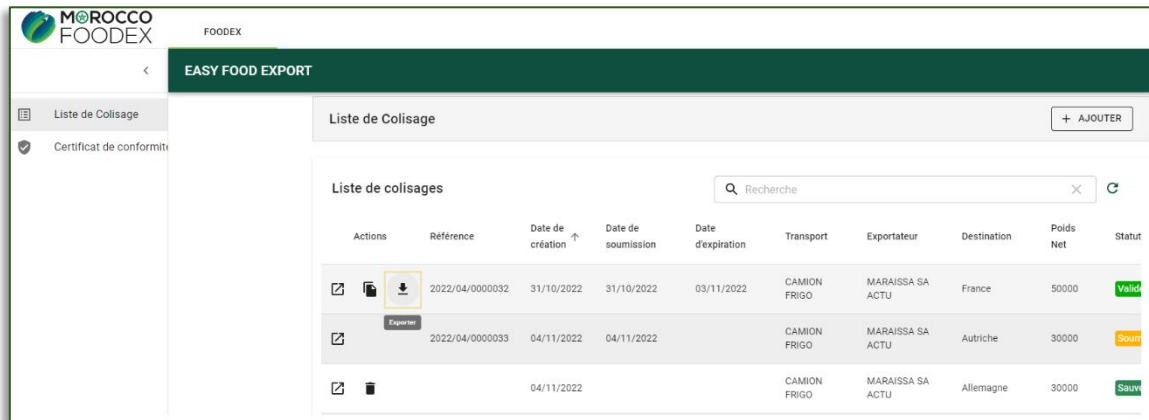 MOROCCO
FOODEX
FOODEX
EASY FOOD EXPORT
Liste de Colisage
Certificat de conformité
Liste de Colisage
+ AJOUTER
Liste de colisages
Recherche
Actions Référence Date de création Date de soumission Date d'expiration Transport Exportateur Destination Poids Net Statut
2022/04/0000032 31/10/2022 31/10/2022 03/11/2022 CAMION FRIGO MARAISSA SA ACTU France 50000 Valide
Exporter
2022/04/0000033 04/11/2022 04/11/2022 CAMION FRIGO MARAISSA SA ACTU Autriche 30000 Soum
04/11/2022 CAMION FRIGO MARAISSA SA ACTU Allemagne 30000 Sauve